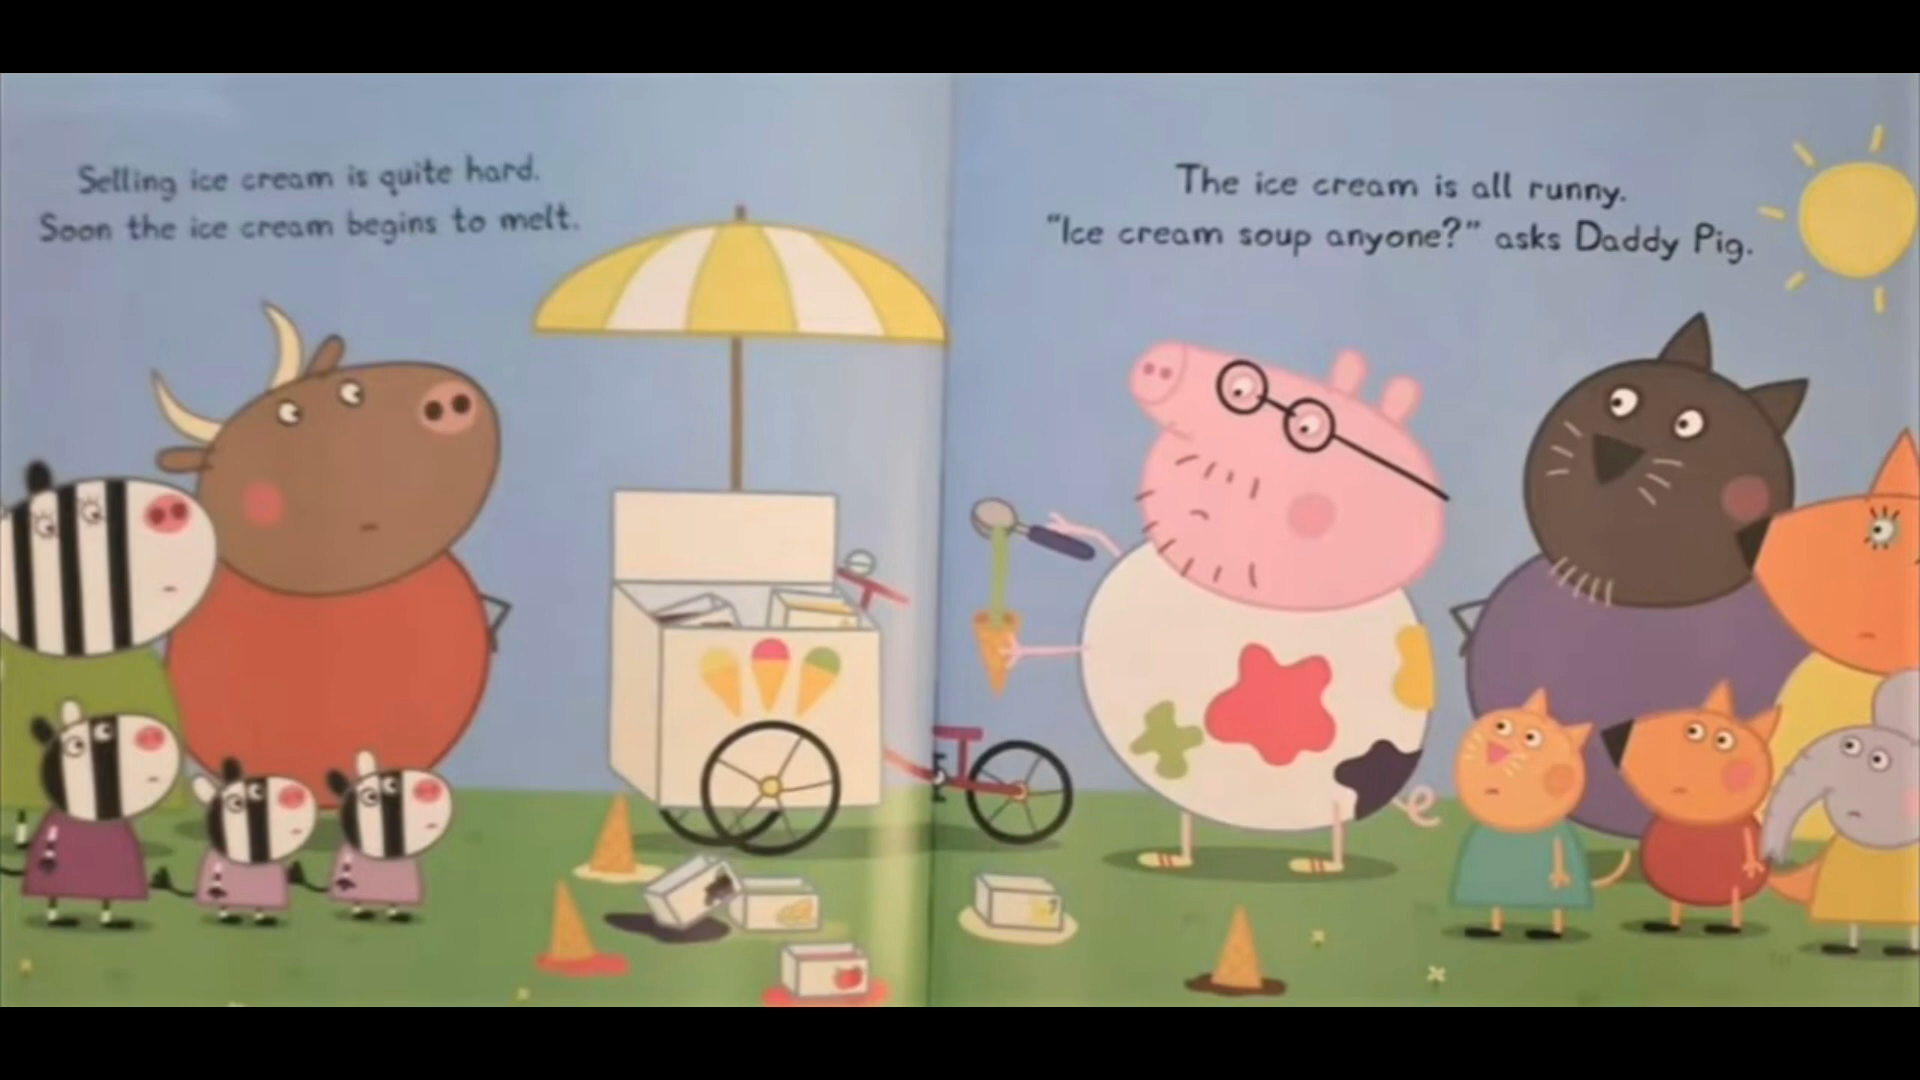 Selling ice cream is quite hard.
Soon the ice cream begins to melt.
The ice cream is all runny.
"Ice cream soup anyone?" asks Daddy Pig.